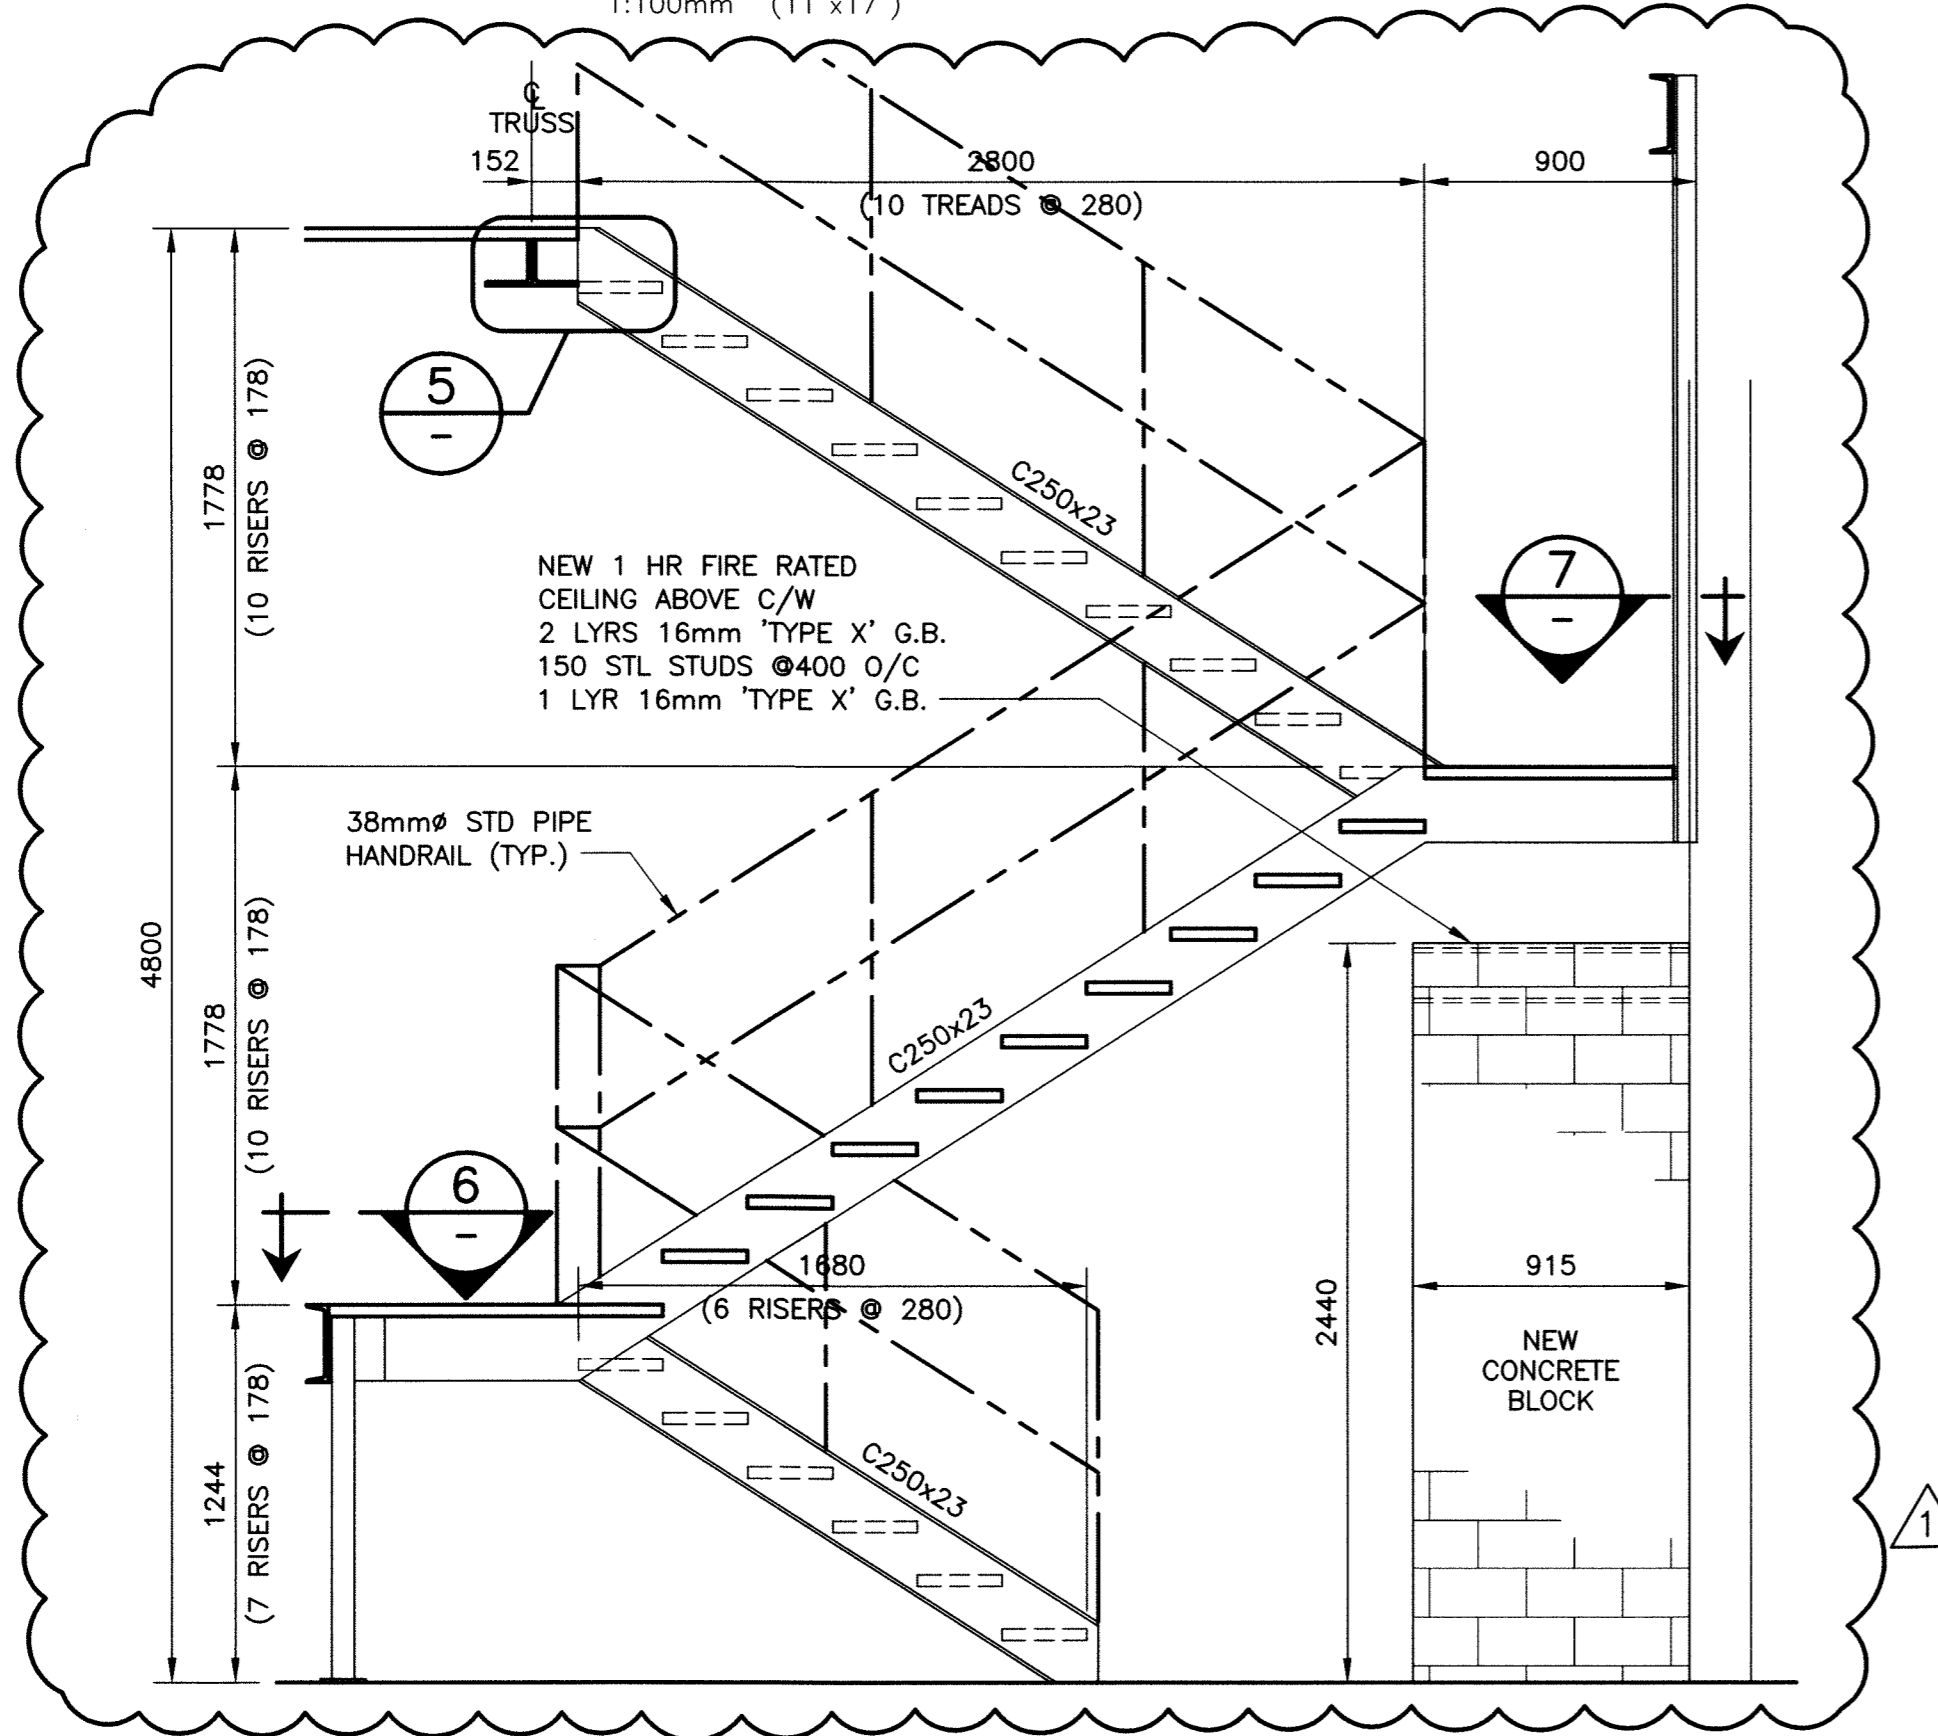 1:100mm (11"x17")
℄
TRUSS
152
2800
900
(10 TREADS @ 280)
5
-
1778
(10 RISERS @ 178)
C250x23
NEW 1 HR FIRE RATED
CEILING ABOVE C/W
2 LYRS 16mm 'TYPE X' G.B.
150 STL STUDS @400 O/C
1 LYR 16mm 'TYPE X' G.B.
7
-
38mmø STD PIPE
HANDRAIL (TYP.)
4800
1778
(10 RISERS @ 178)
C250x23
6
-
1680
(6 RISERS @ 280)
915
2440
NEW
CONCRETE
BLOCK
1244
(7 RISERS @ 178)
C250x23
1